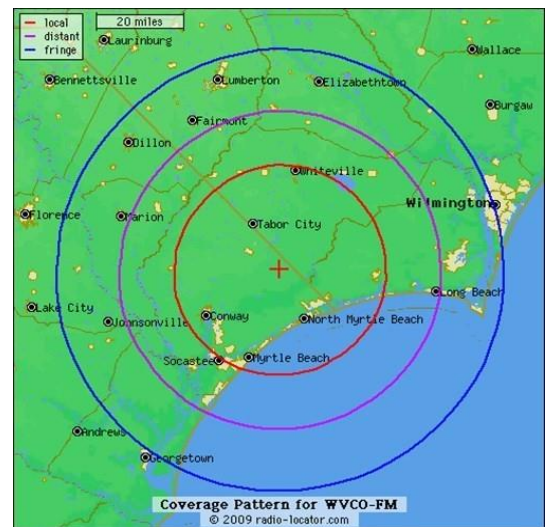 local
distant
fringe
20 miles
Laurinburg
Wallace
Bennettsville
Lumberton
Elizabethtown
Burgaw
Fairmont
Dillon
Whiteville
Wilmington
Florence
Marion
Tabor City
Long Beach
Lake City
Joonsonville
Conway
North Myrtle Beach
Socastee
Myrtle Beach
Andrews
Georgetown
Coverage Pattern for WVCO-FM
© 2009 radio-locator.com